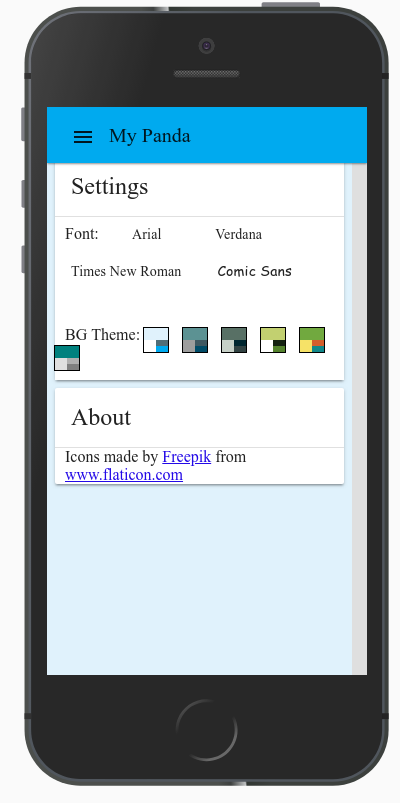 My Panda
Settings
Font: Arial Verdana
Times New Roman Comic Sans
BG Theme:
About
Icons made by Freepik from
www.flaticon.com